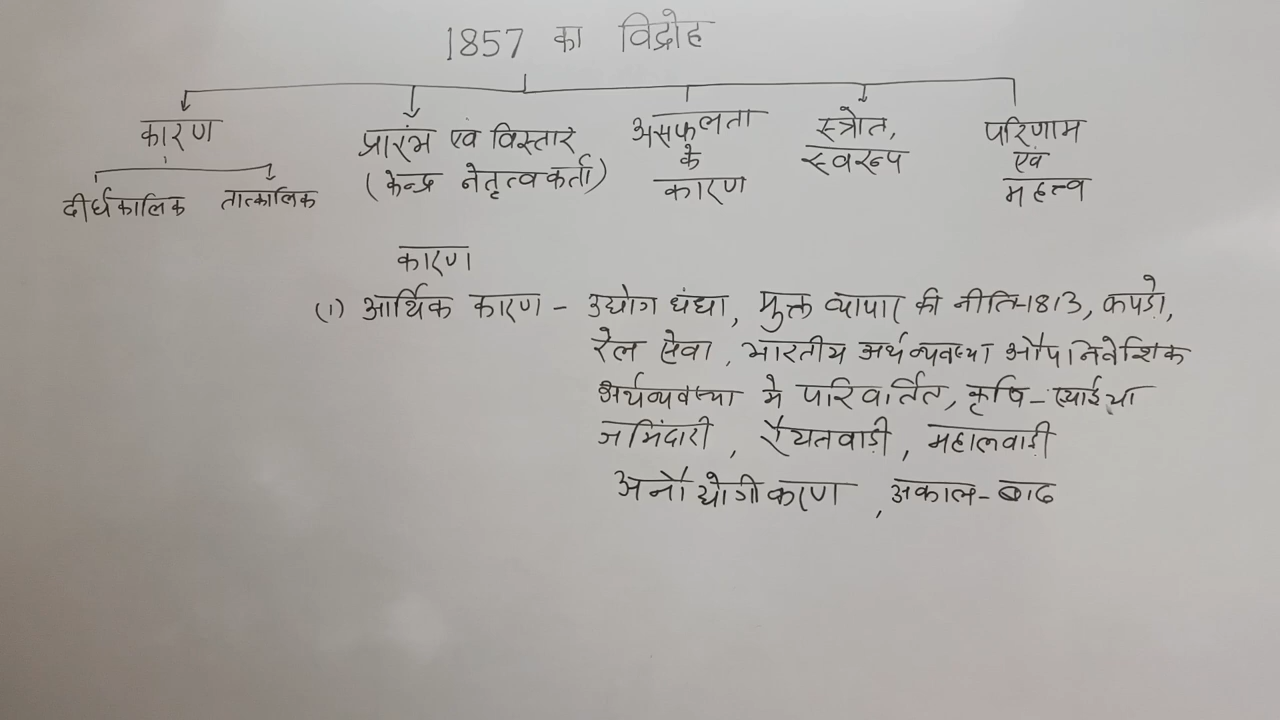 1857 का विद्रोह
कारण
दीर्घकालिक
तात्कालिक
प्रारंभ एवं विस्तार
(केन्द्र नेतृत्वकर्ता)
असफलता
के
कारण
स्त्रोत,
स्वरूप
परिणाम
एवं
महत्त्व
कारण
(1) आर्थिक कारण - उद्योग धंधा, मुक्त व्यापार की नीति-1813, कपड़े,
रेल सेवा, भारतीय अर्थव्यवस्था औपनिवेशिक
अर्थव्यवस्था मे परिवार्तित, कृषि - स्थाईया
जमिंदारी, रैयतवाड़ी, महालवाड़ी
अनौद्योगीकरण, अकाल-बाढ